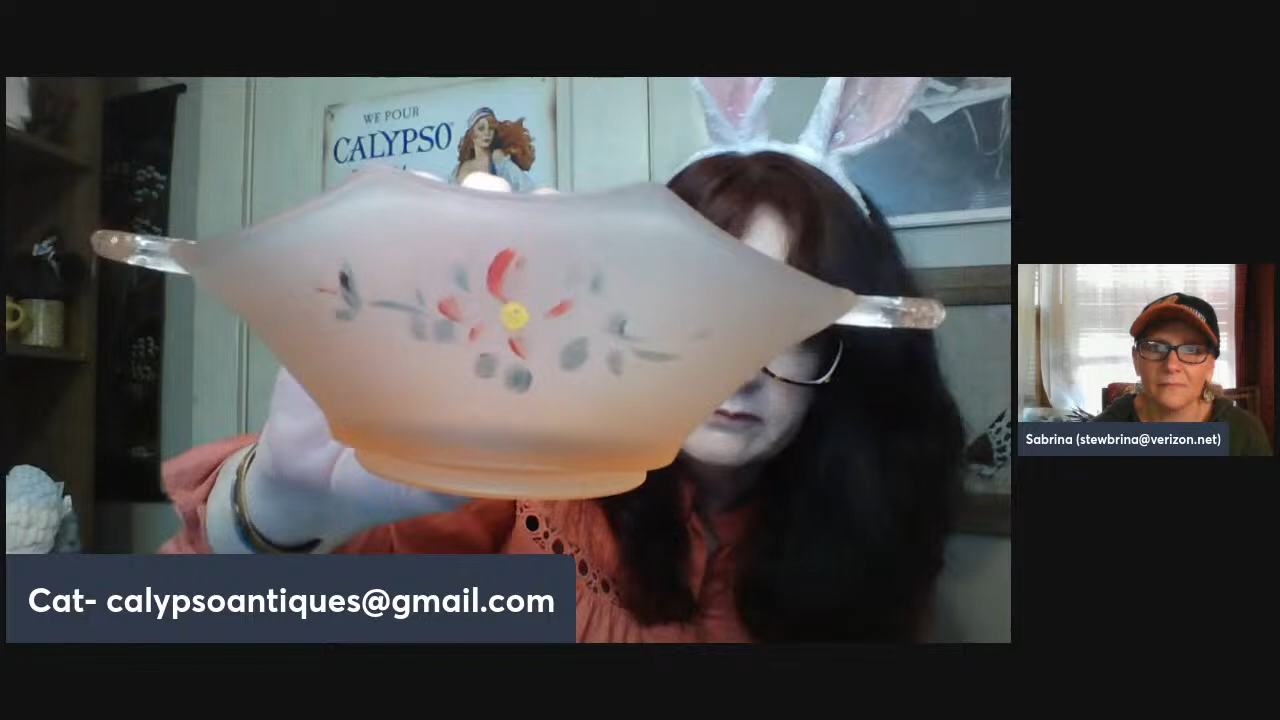 WE POUR
CALYPSO
Cat- calypsoantiques@gmail.com
Sabrina (stewbrina@verizon.net)